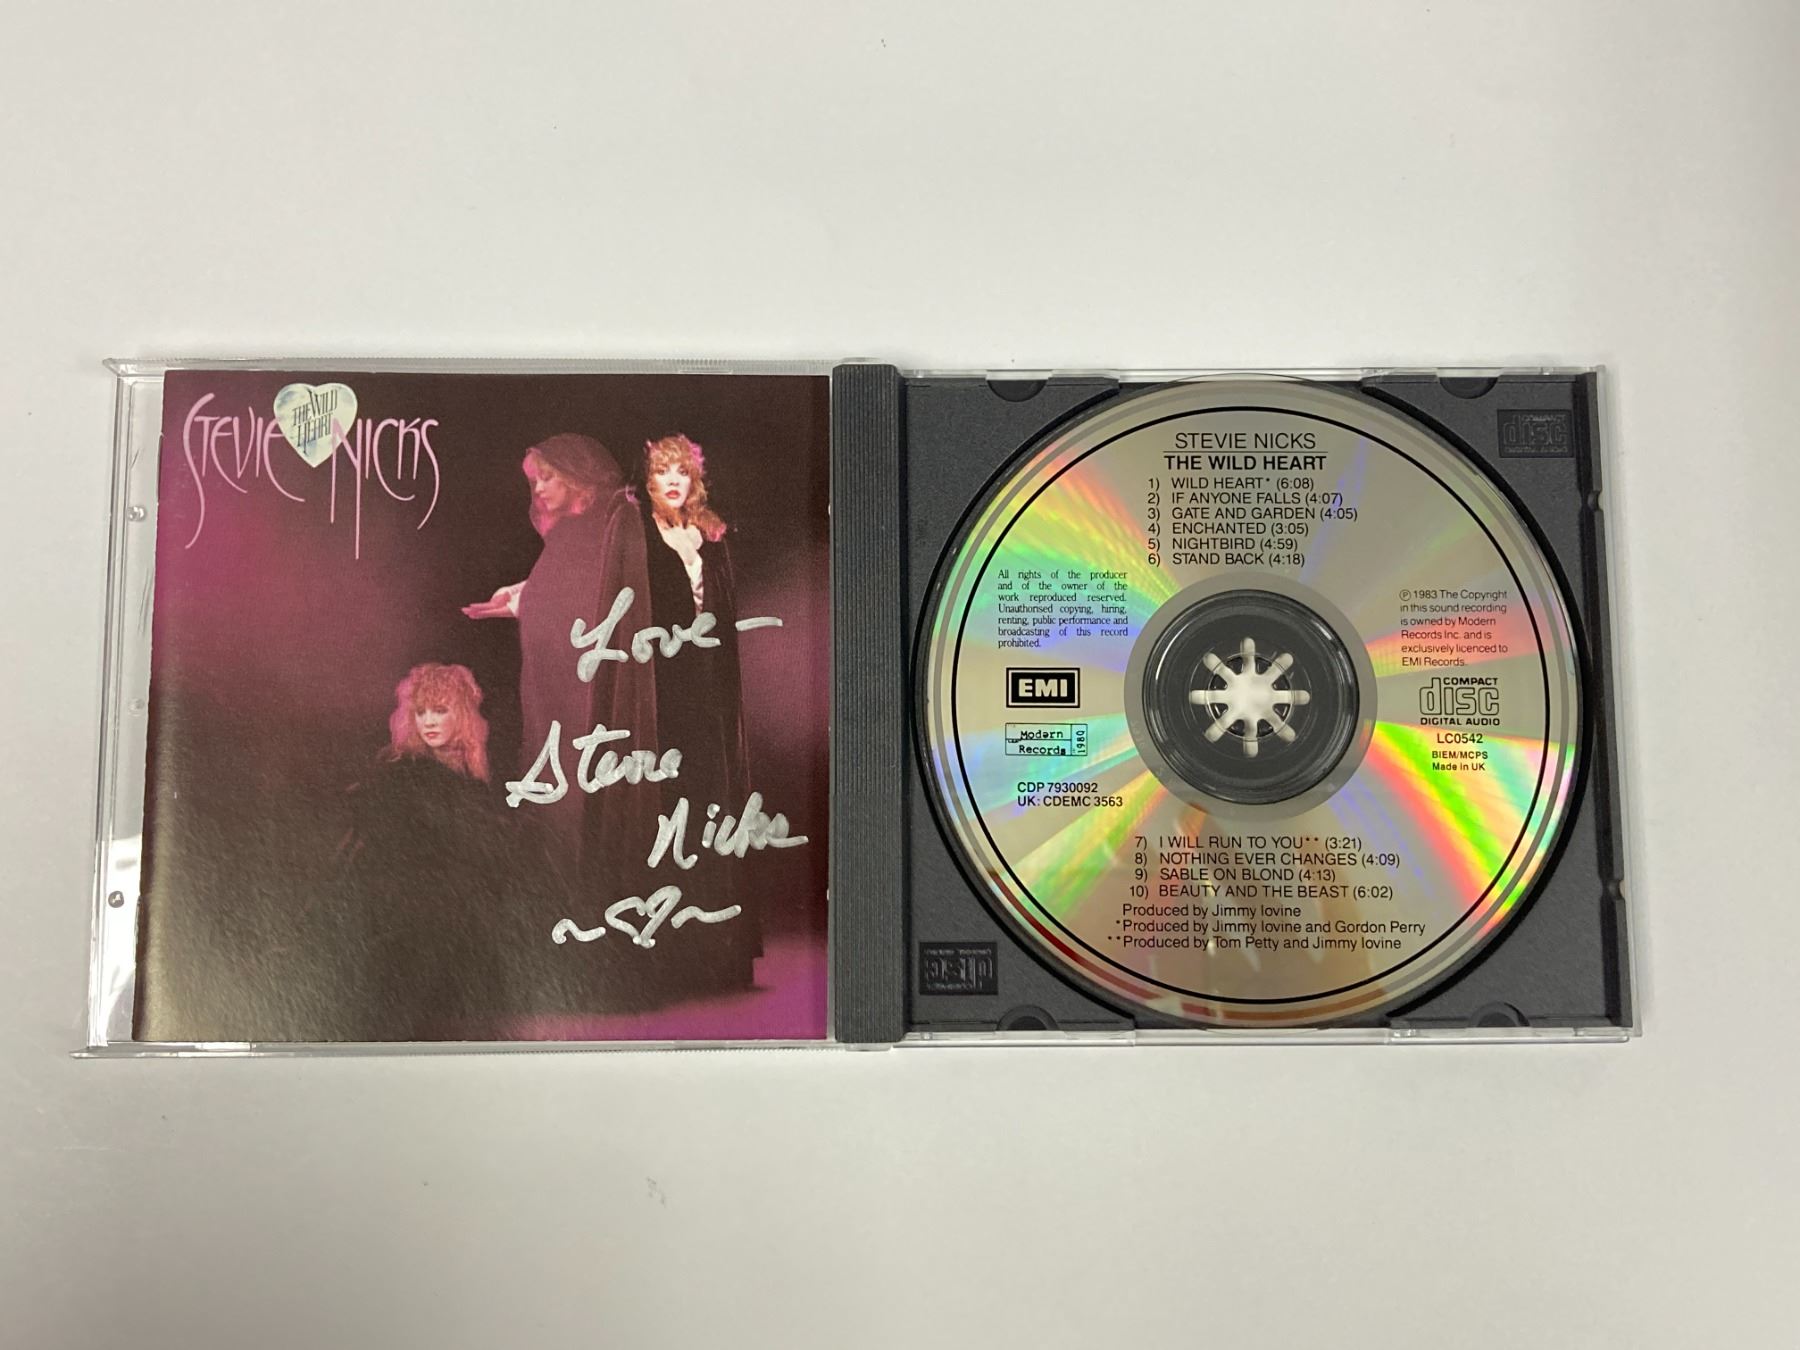 STEVIE NICKS
THE WILD
HEART
Love –
Stevie
Nicks
STEVIE NICKS
THE WILD HEART
1) WILD HEART* (6:08)
2) IF ANYONE FALLS (4:07)
3) GATE AND GARDEN (4:05)
4) ENCHANTED (3:05)
5) NIGHTBIRD (4:59)
6) STAND BACK (4:18)
All rights of the producer
and of the owner of the
work reproduced reserved.
Unauthorised copying, hiring,
renting, public performance and
broadcasting of this record
prohibited.
EMI
Modern
Records
1980
CDP 7930092
UK: CDEMC 3563
℗ 1983 The Copyright
in this sound recording
is owned by Modern
Records Inc. and is
exclusively licenced to
EMI Records.
COMPACT
disc
DIGITAL AUDIO
LC0542
BIEM/MCPS
Made in UK
7) I WILL RUN TO YOU** (3:21)
8) NOTHING EVER CHANGES (4:09)
9) SABLE ON BLOND (4:13)
10) BEAUTY AND THE BEAST (6:02)
Produced by Jimmy Iovine
*Produced by Jimmy Iovine and Gordon Perry
**Produced by Tom Petty and Jimmy Iovine
COMPACT
disc
DIGITAL AUDIO
COMPACT
disc
DIGITAL AUDIO